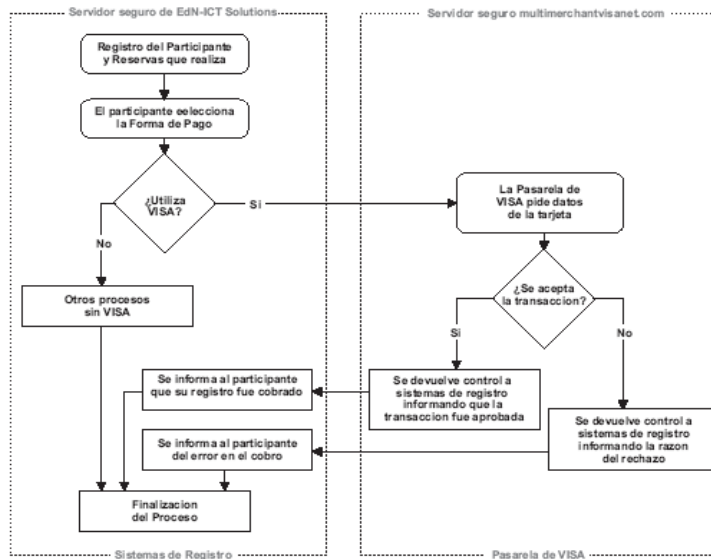 Servidor seguro de EdN-ICT Solutions
Servidor seguro multimerchantvisanet.com
Registro del Participante
y Reservas que realiza
El participante eelecciona
la Forma de Pago
¿Utiliza
VISA?
Si
No
La Pasarela de
VISA pide datos
de la tarjeta
¿Se acepta
la transaccion?
Si
No
Otros procesos
sin VISA
Se informa al participante
que su registro fue cobrado
Se devuelve control a
sistemas de registro
informando que la
transaccion fue aprobada
Se devuelve control a
sistemas de registro
informando la razon
del rechazo
Se informa al participante
del error en el cobro
Finalizacion
del Proceso
Sistemas de Registro
Pasarela de VISA